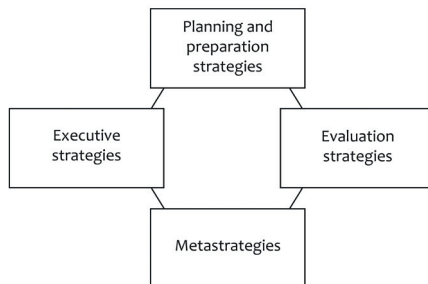 Planning and
preparation
strategies
Executive
strategies
Evaluation
strategies
Metastrategies